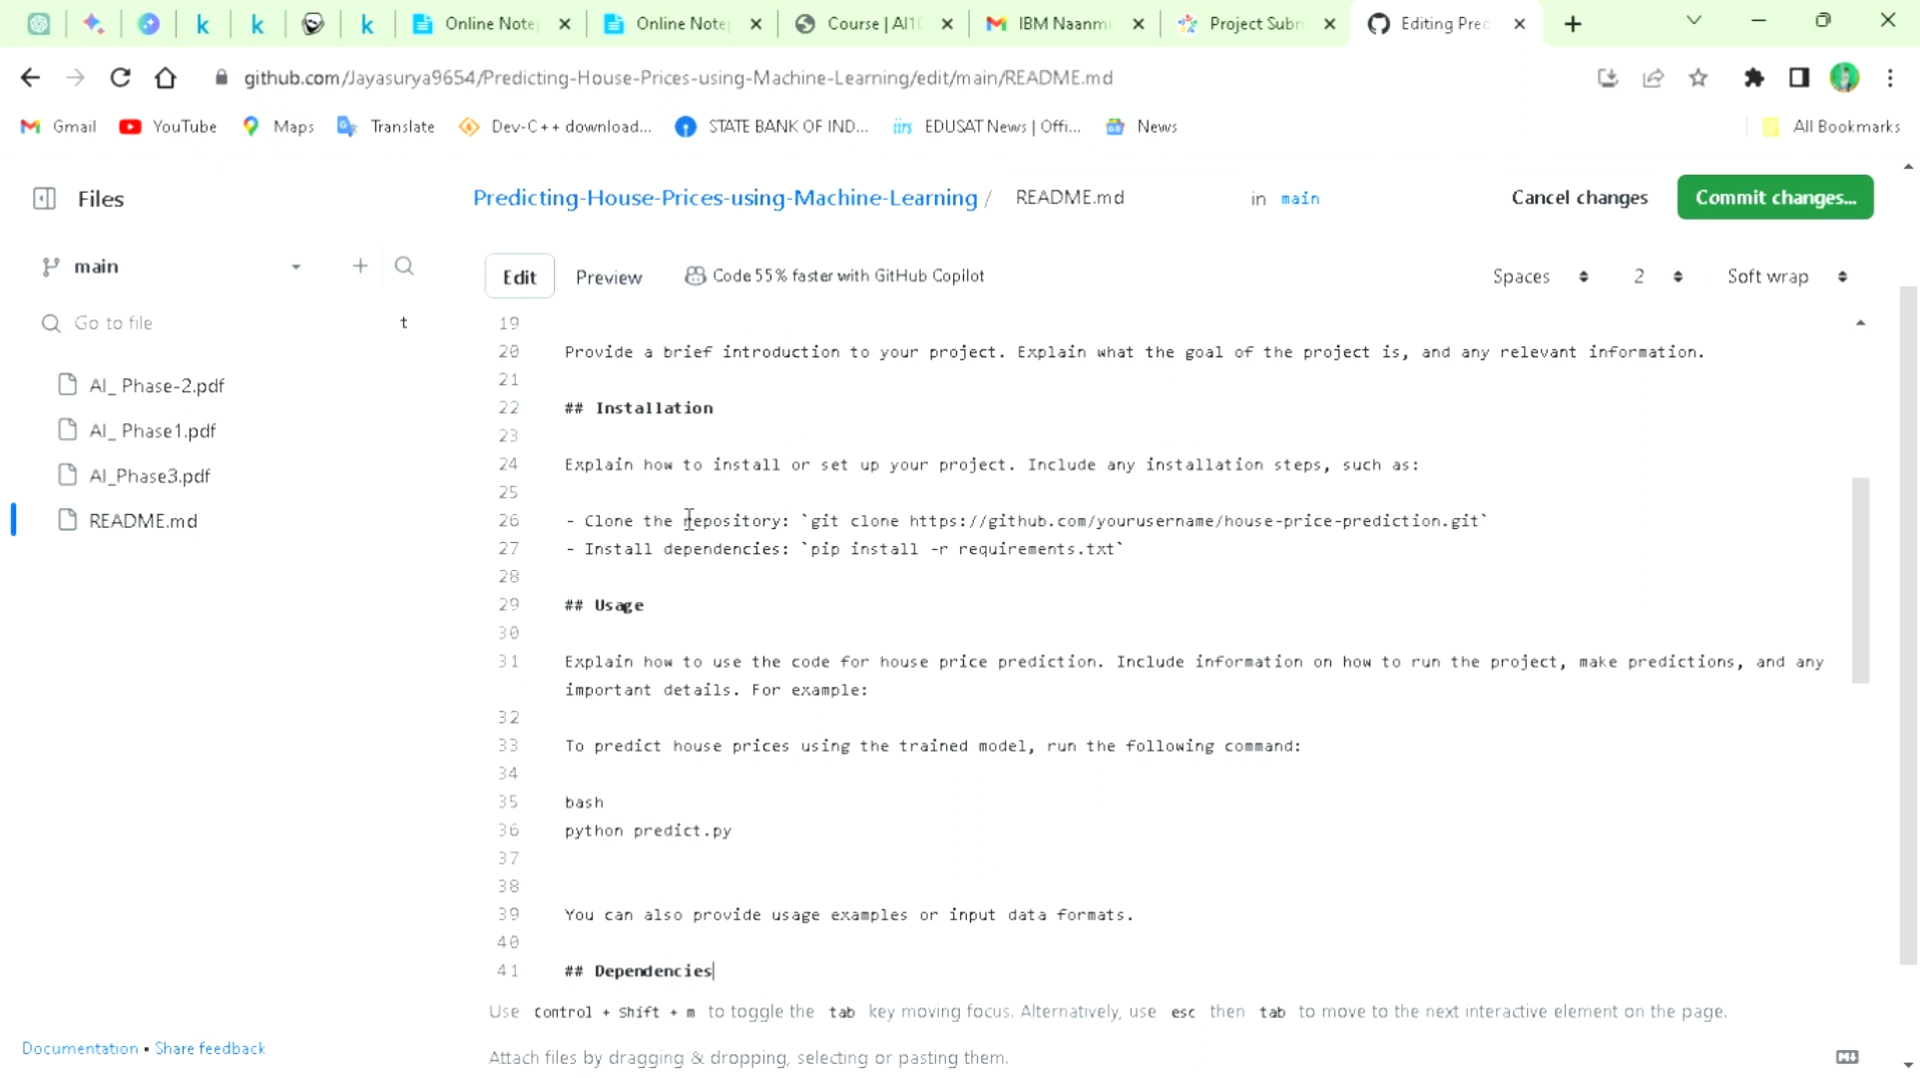 Online Note
Online Note
Course | AI10
IBM Naanm
Project Subn
Editing Pred
github.com/Jayasurya9654/Predicting-House-Prices-using-Machine-Learning/edit/main/README.md
Gmail
YouTube
Maps
Translate
Dev-C++ download...
STATE BANK OF IND...
EDUSAT News | Offi...
News
All Bookmarks
Files
Predicting-House-Prices-using-Machine-Learning / README.md in main
Cancel changes
Commit changes...
main
Edit
Preview
Code 55% faster with GitHub Copilot
Spaces
2
Soft wrap
Go to file
t
AI_ Phase-2.pdf
AI_ Phase1.pdf
AI_Phase3.pdf
README.md
19
20 Provide a brief introduction to your project. Explain what the goal of the project is, and any relevant information.
21
22 ## Installation
23
24 Explain how to install or set up your project. Include any installation steps, such as:
25
26 - Clone the repository: `git clone https://github.com/yourusername/house-price-prediction.git`
27 - Install dependencies: `pip install -r requirements.txt`
28
29 ## Usage
30
31 Explain how to use the code for house price prediction. Include information on how to run the project, make predictions, and any
important details. For example:
32
33 To predict house prices using the trained model, run the following command:
34
35 bash
36 python predict.py
37
38
39 You can also provide usage examples or input data formats.
40
41 ## Dependencies
Use Control + Shift + m to toggle the tab key moving focus. Alternatively, use esc then tab to move to the next interactive element on the page.
Documentation • Share feedback
Attach files by dragging & dropping, selecting or pasting them.